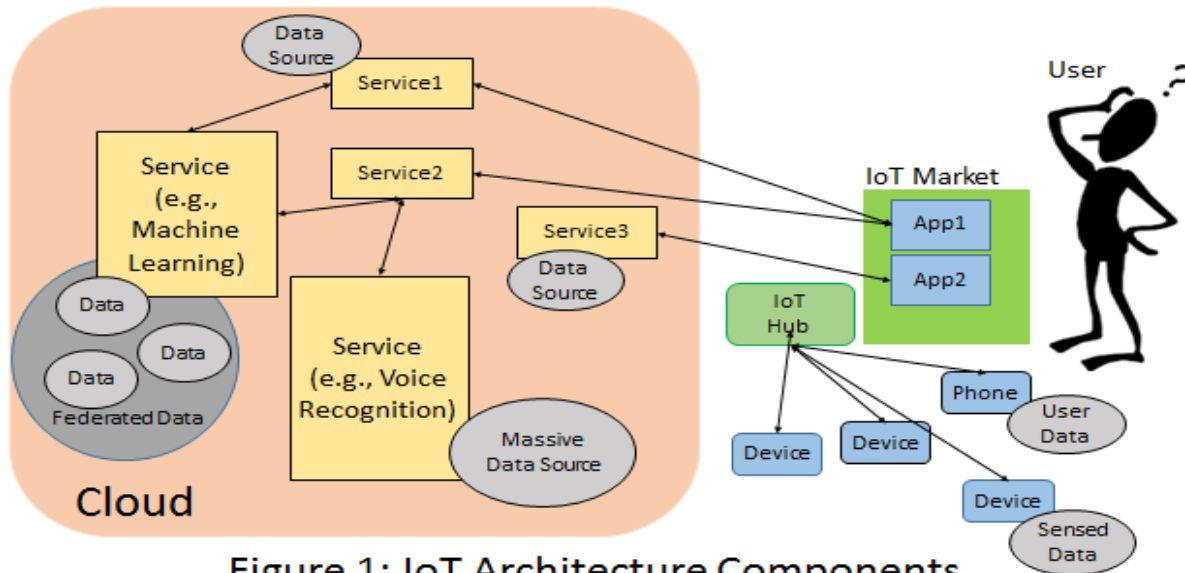 Data
Source
Service1
User
?
Service
(e.g.,
Machine
Learning)
Service2
IoT Market
App1
Service3
App2
Data
Source
IoT
Hub
Data
Data
Data
Federated Data
Service
(e.g., Voice
Recognition)
Phone
User
Data
Massive
Data Source
Device
Device
Device
Sensed
Data
Cloud
Figure 1: IoT Architecture Components